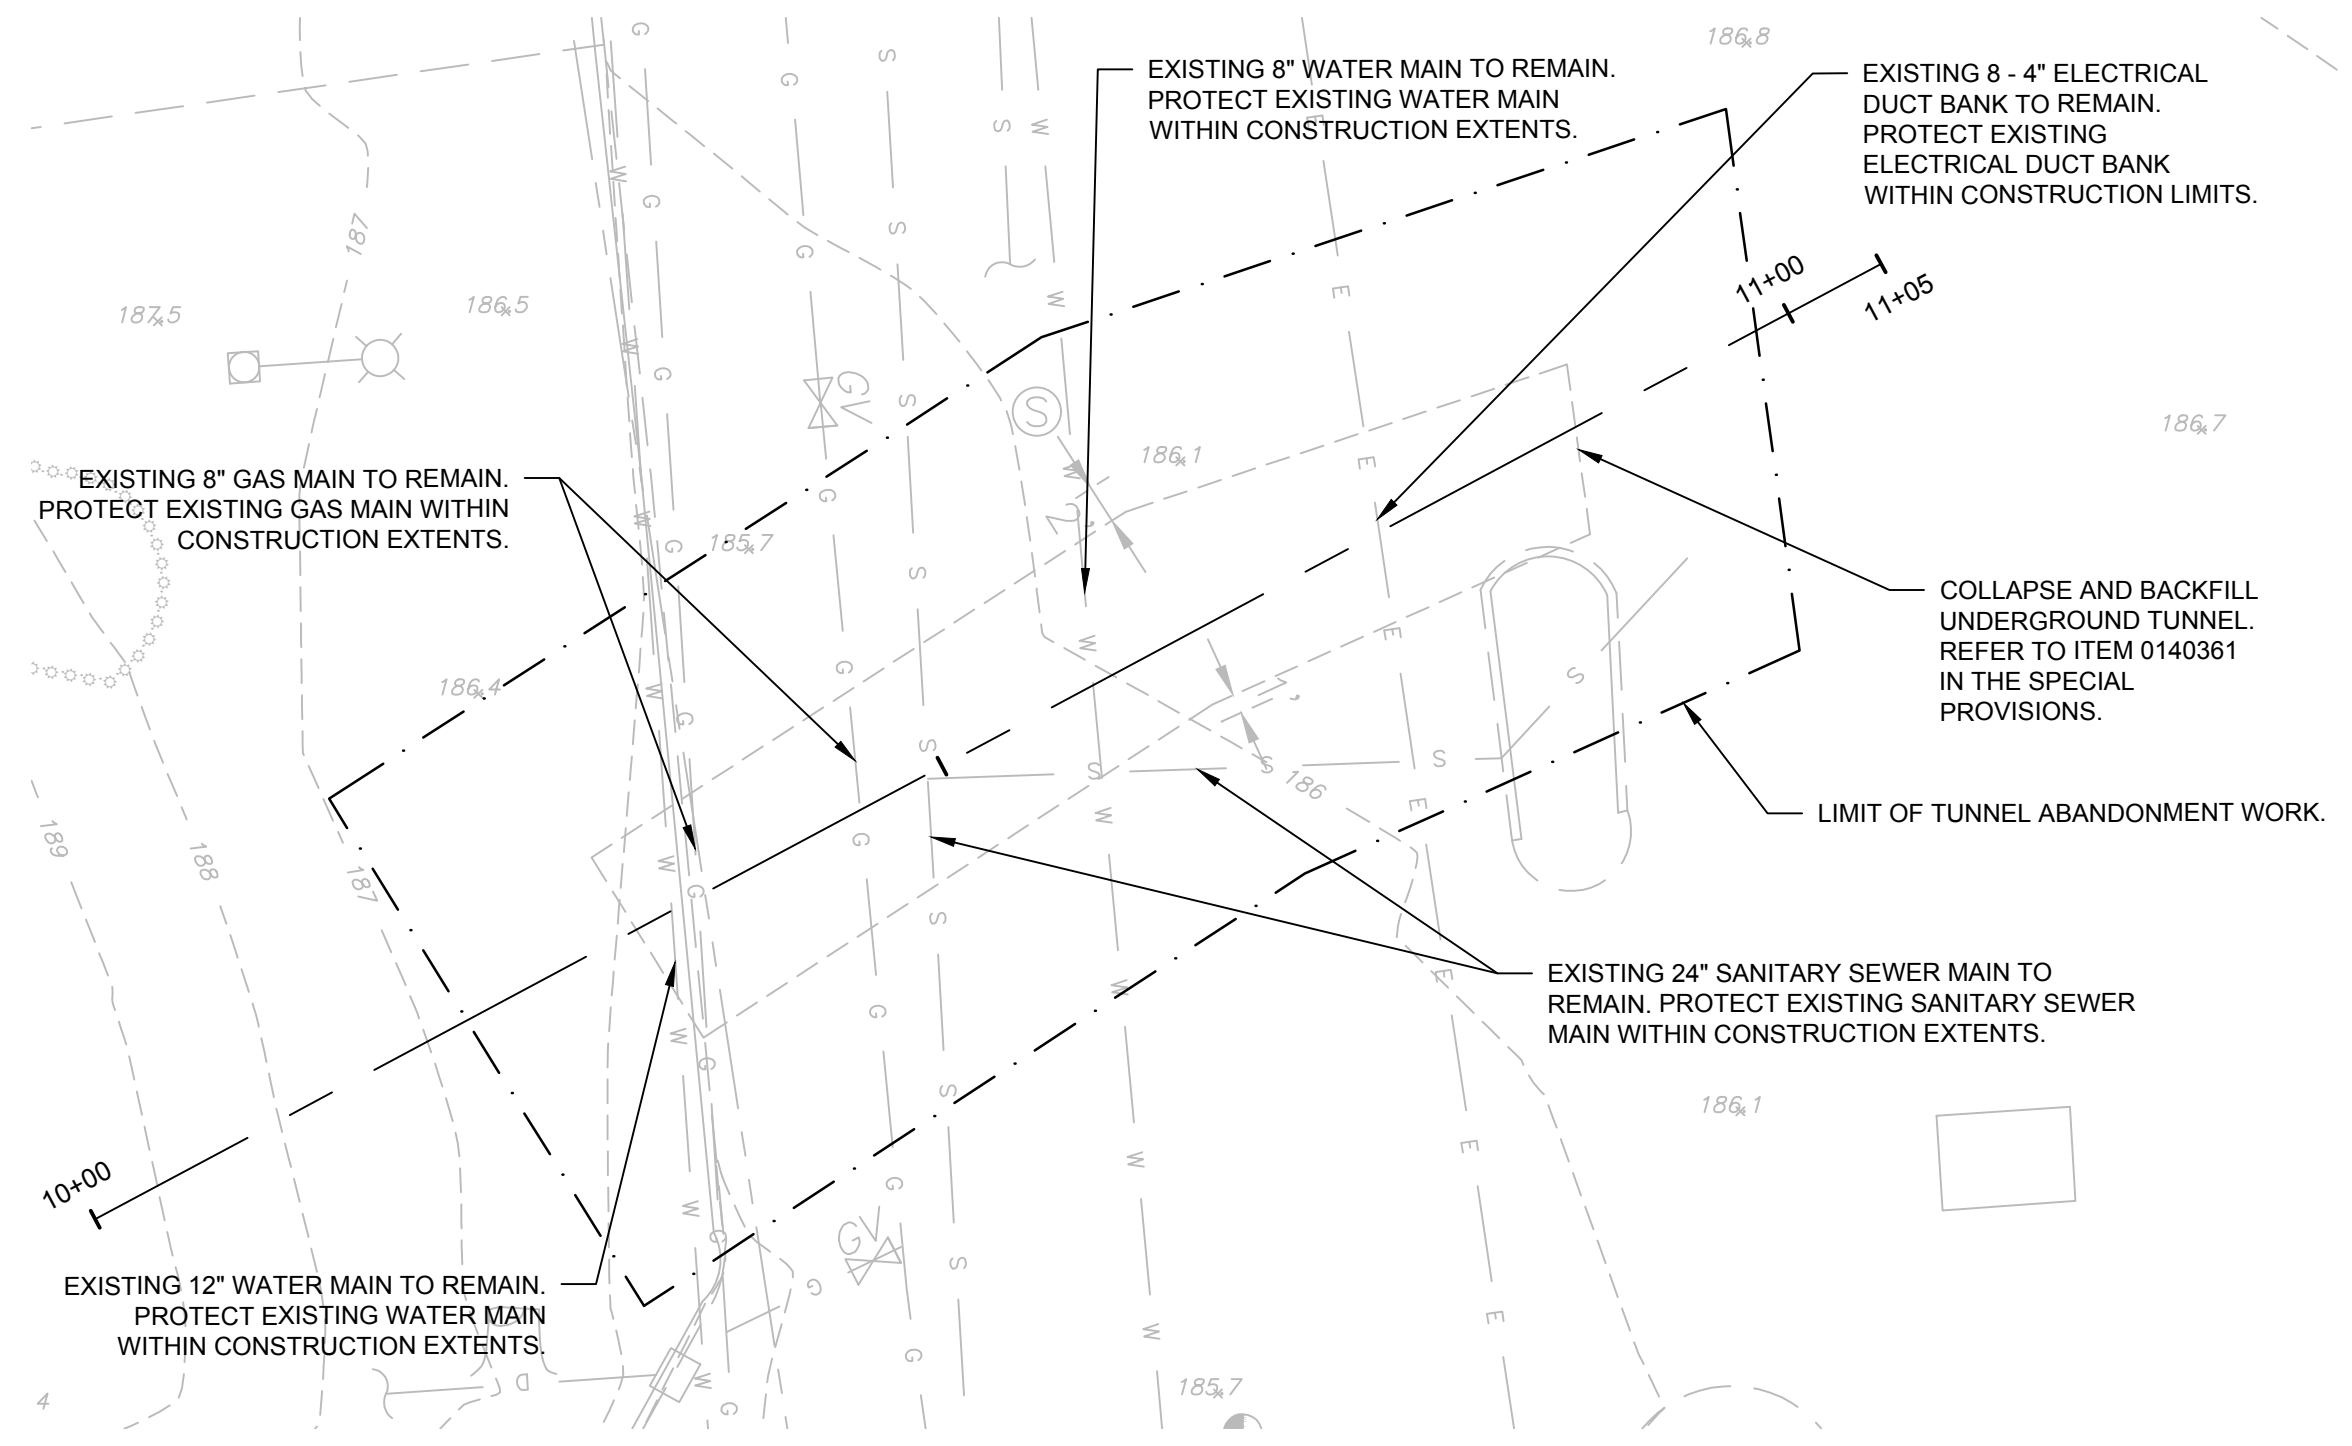 186.8
EXISTING 8" WATER MAIN TO REMAIN.
PROTECT EXISTING WATER MAIN
WITHIN CONSTRUCTION EXTENTS.
EXISTING 8 - 4" ELECTRICAL
DUCT BANK TO REMAIN.
PROTECT EXISTING
ELECTRICAL DUCT BANK
WITHIN CONSTRUCTION LIMITS.
187
11+00
11+05
187.5
186.5
GV
S
186.1
186.7
EXISTING 8" GAS MAIN TO REMAIN.
PROTECT EXISTING GAS MAIN WITHIN
CONSTRUCTION EXTENTS.
2'
185.7
COLLAPSE AND BACKFILL
UNDERGROUND TUNNEL.
REFER TO ITEM 0140361
IN THE SPECIAL
PROVISIONS.
186.4
1'
186
LIMIT OF TUNNEL ABANDONMENT WORK.
189
188
187
EXISTING 24" SANITARY SEWER MAIN TO
REMAIN. PROTECT EXISTING SANITARY SEWER
MAIN WITHIN CONSTRUCTION EXTENTS.
186.1
10+00
GV
EXISTING 12" WATER MAIN TO REMAIN.
PROTECT EXISTING WATER MAIN
WITHIN CONSTRUCTION EXTENTS.
D
185.7
4
G
S
W
E